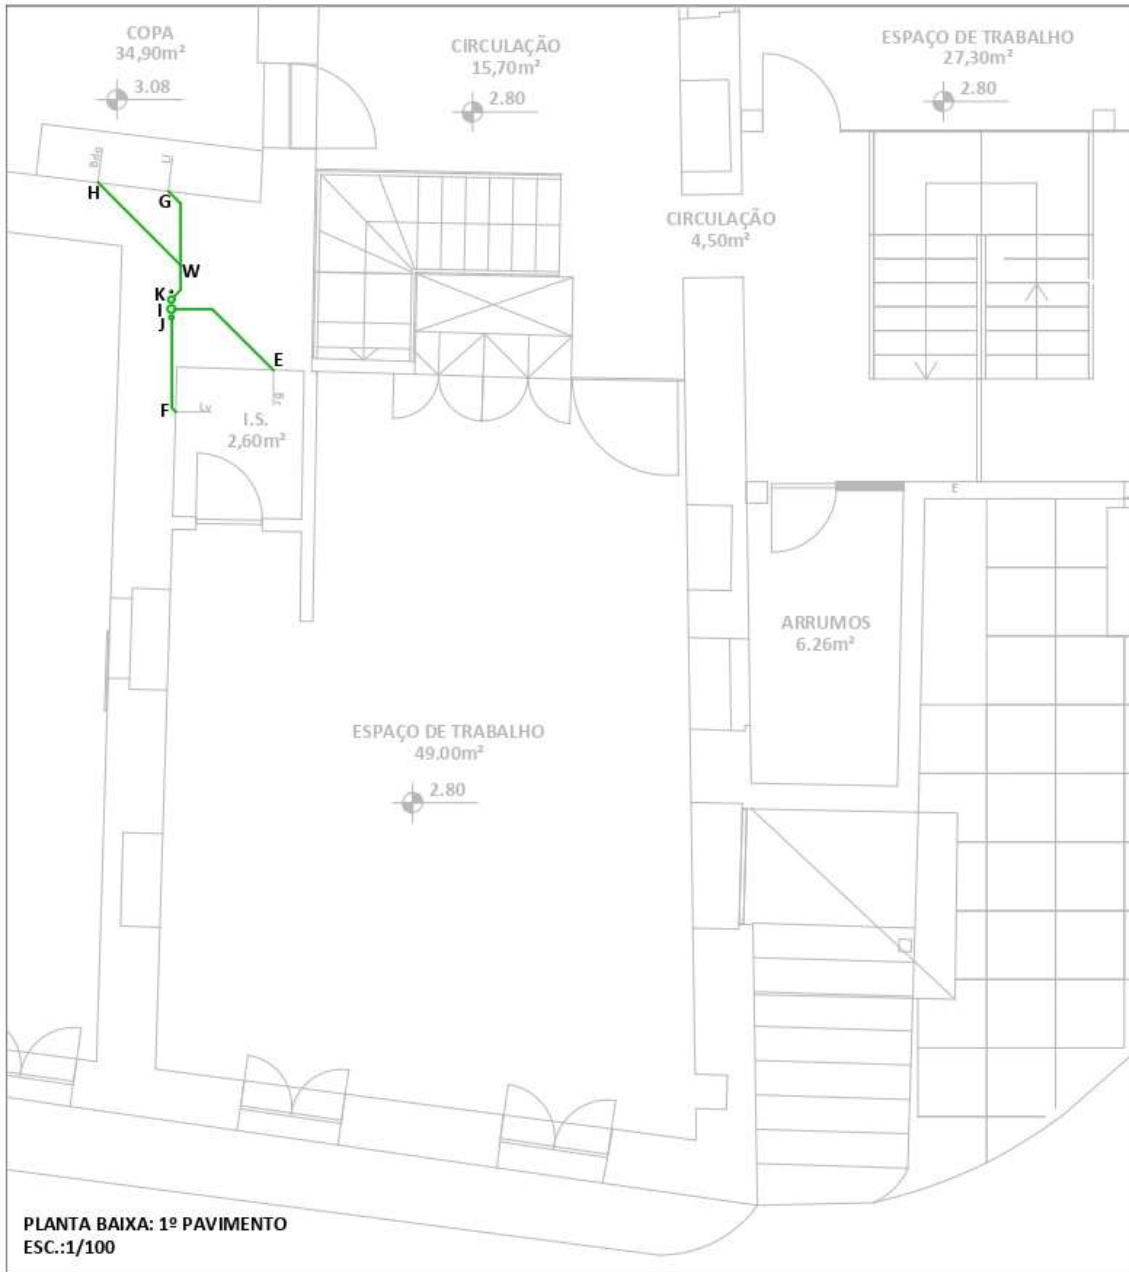 COPA
34,90m²
3.08
CIRCULAÇÃO
15,70m²
2.80
ESPAÇO DE TRABALHO
27,30m²
2.80
Ll
H
G
CIRCULAÇÃO
4,50m²
W
K
I
J
E
F
Lv
I.S.
2,60m²
E
ARRUMOS
6.26m²
ESPAÇO DE TRABALHO
49.00m²
2.80
PLANTA BAIXA: 1º PAVIMENTO
ESC.:1/100